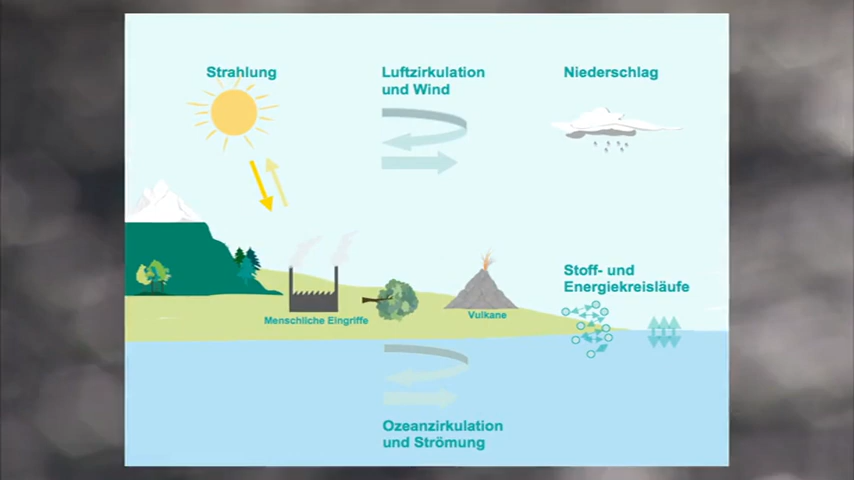 Strahlung
Luftzirkulation
und Wind
Niederschlag
Stoff- und
Energiekreisläufe
Menschliche Eingriffe
Vulkane
Ozeanzirkulation
und Strömung